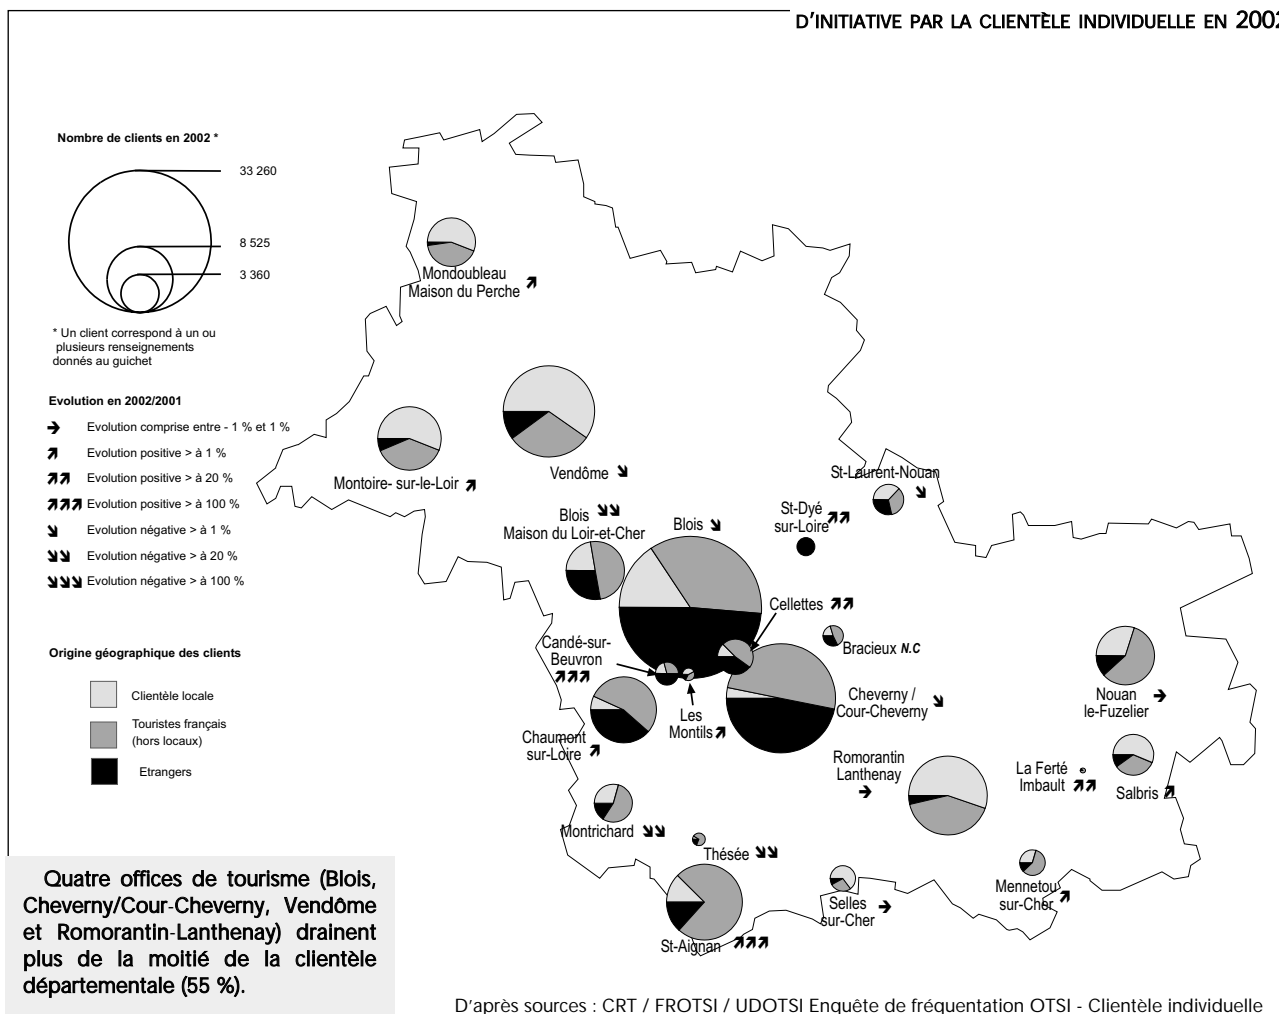 D'INITIATIVE PAR LA CLIENTÈLE INDIVIDUELLE EN 2002
Nombre de clients en 2002 *
33 260
8 525
3 360
* Un client correspond à un ou
plusieurs renseignements
donnés au guichet
Evolution en 2002/2001
Evolution comprise entre - 1 % et 1 %
Evolution positive > à 1 %
Evolution positive > à 20 %
Evolution positive > à 100 %
Evolution négative > à 1 %
Evolution négative > à 20 %
Evolution négative > à 100 %
Origine géographique des clients
Clientèle locale
Touristes français
(hors locaux)
Etrangers
Mondoubleau
Maison du Perche
Vendôme
Montoire- sur-le-Loir
St-Laurent-Nouan
St-Dyé
sur-Loire
Blois
Maison du Loir-et-Cher
Blois
Cellettes
Bracieux N.C
Candé-sur-
Beuvron
Les
Montils
Cheverny /
Cour-Cheverny
Chaumont
sur-Loire
Nouan
le-Fuzelier
Romorantin
Lanthenay
La Ferté
Imbault
Salbris
Montrichard
Thésée
St-Aignan
Selles
sur-Cher
Mennetou
sur-Cher
Quatre offices de tourisme (Blois,
Cheverny/Cour-Cheverny, Vendôme
et Romorantin-Lanthenay) drainent
plus de la moitié de la clientèle
départementale (55 %).
D'après sources : CRT / FROTSI / UDOTSI Enquête de fréquentation OTSI - Clientèle individuelle